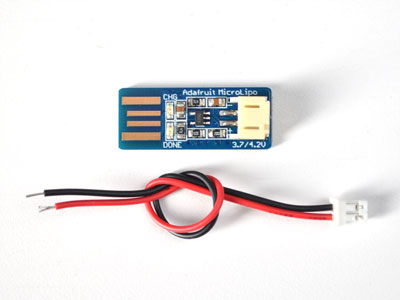 Adafruit MicroLipo
CHG
DONE
3.7/4.2V